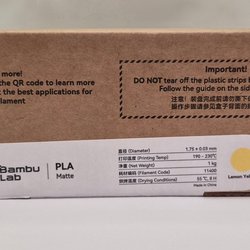 more!
the QR code to learn more
t the best applications for
filament
Important!
DO NOT tear off the plastic strips
Follow the guide on the sid
Bambu
Lab
PLA
Matte
直径 (Diameter) 1.75 ± 0.03 mm
打印温度 (Printing Temp) 190 - 230℃
净重 (Net Weight) 1 kg
耗材编码 (Filament Code) 11400
烘烤温度 (Drying Conditions) 55 ℃, 8 H
Made in China
Lemon Yel